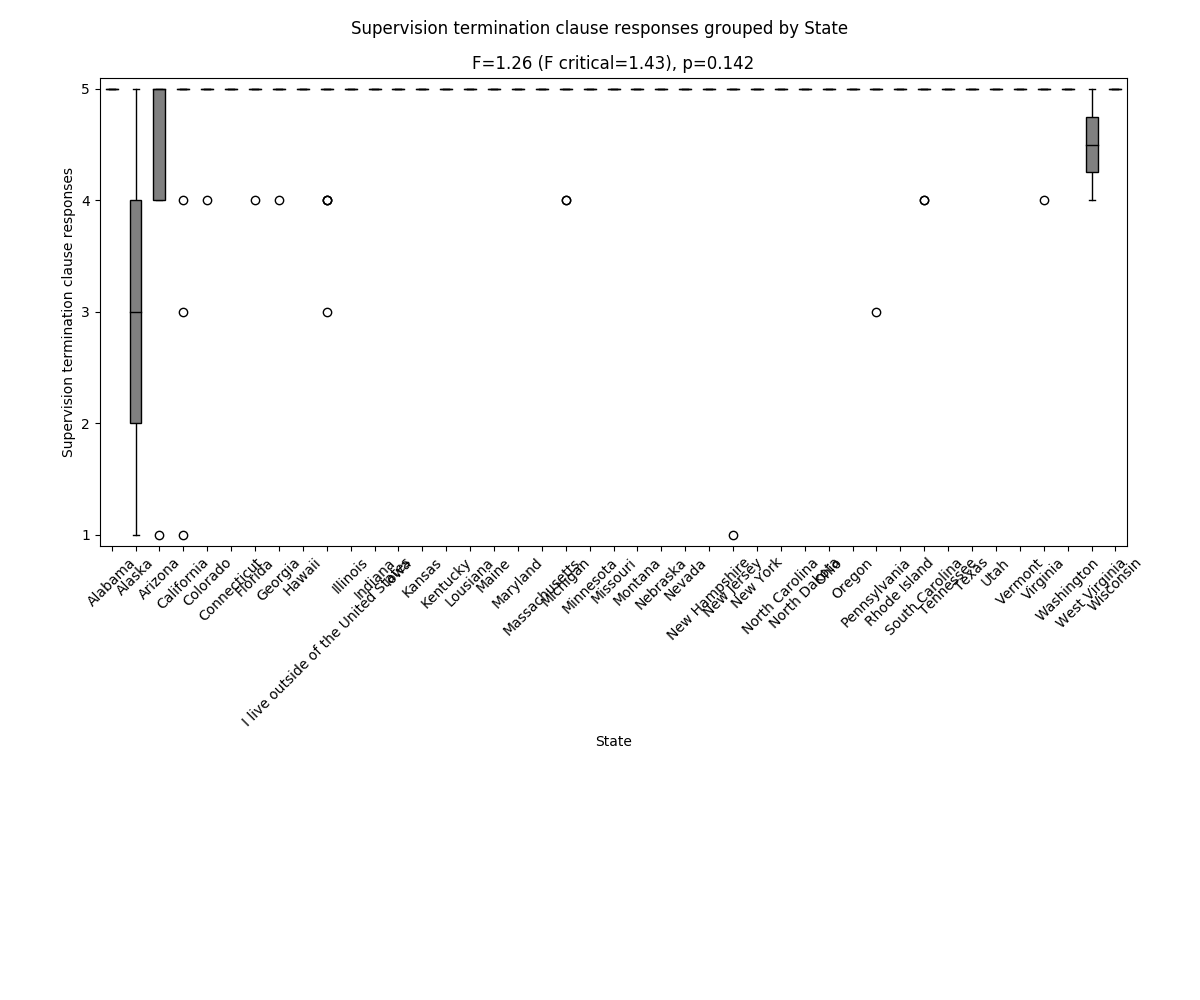 Supervision termination clause responses grouped by State
F=1.26 (F critical=1.43), p=0.142
Supervision termination clause responses
5
4
3
2
1
Alabama
Alaska
Arizona
California
Colorado
Connecticut
Florida
Georgia
Hawaii
I live outside of the United States
Illinois
Indiana
Iowa
Kansas
Kentucky
Lousiana
Maine
Maryland
Massachusetts
Michigan
Minnesota
Missouri
Montana
Nebraska
Nevada
New Hampshire
New Jersey
New York
North Carolina
North Dakota
Ohio
Oregon
Pennsylvania
Rhode Island
South Carolina
Tennessee
Texas
Utah
Vermont
Virginia
Washington
West Virginia
Wisconsin
State